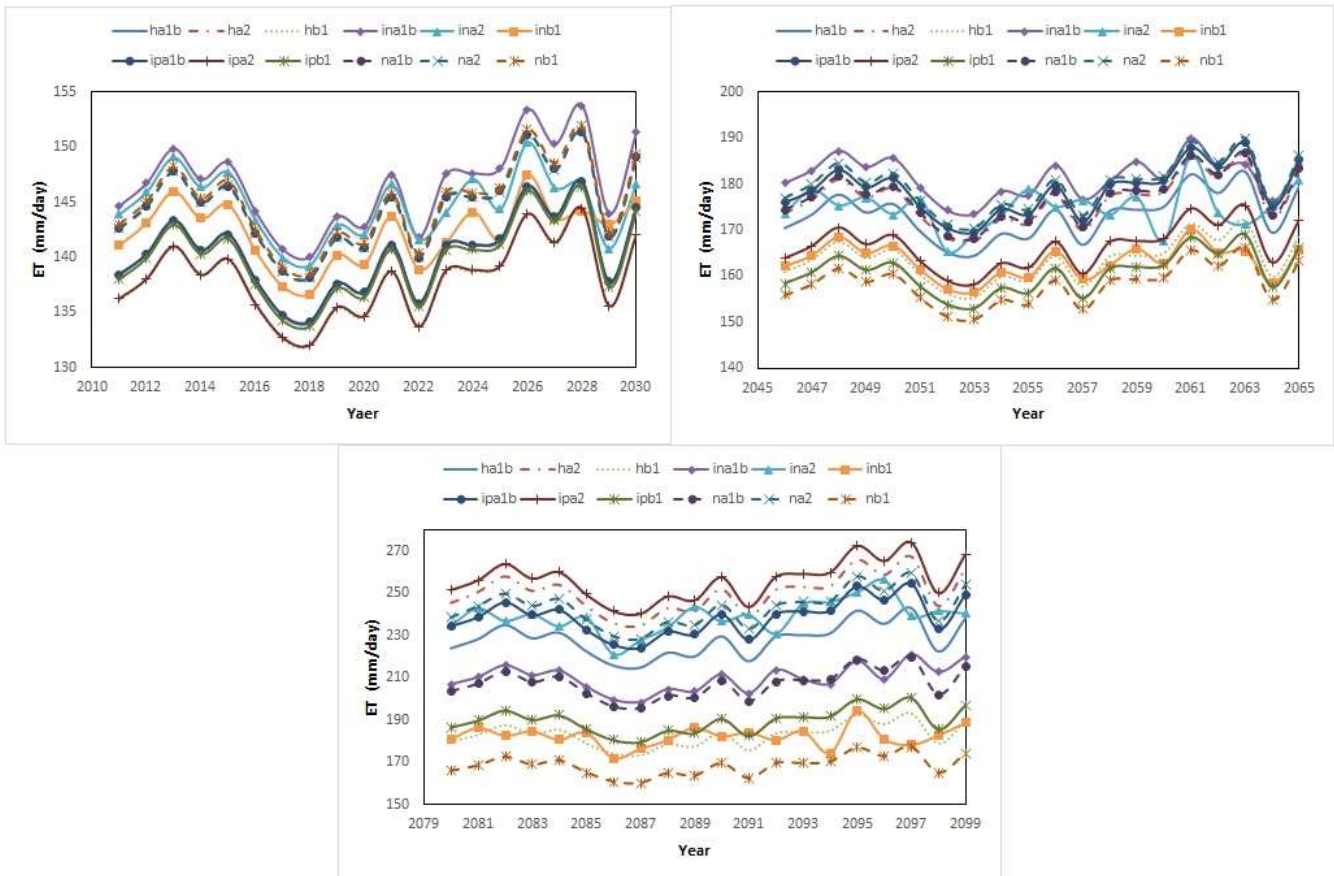 ha1b ha2 hb1 ina1b ina2 inb1
ipa1b ipa2 ipb1 na1b na2 nb1
155
150
145
140
135
130
ET (mm/day)
2010 2012 2014 2016 2018 2020 2022 2024 2026 2028 2030
Yaer
ha1b ha2 hb1 ina1b ina2 inb1
ipa1b ipa2 ipb1 na1b na2 nb1
200
190
180
170
160
150
140
ET (mm/day)
2045 2047 2049 2051 2053 2055 2057 2059 2061 2063 2065
Year
ha1b ha2 hb1 ina1b ina2 inb1
ipa1b ipa2 ipb1 na1b na2 nb1
270
250
230
210
190
170
150
ET (mm/day)
2079 2081 2083 2085 2087 2089 2091 2093 2095 2097 2099
Year